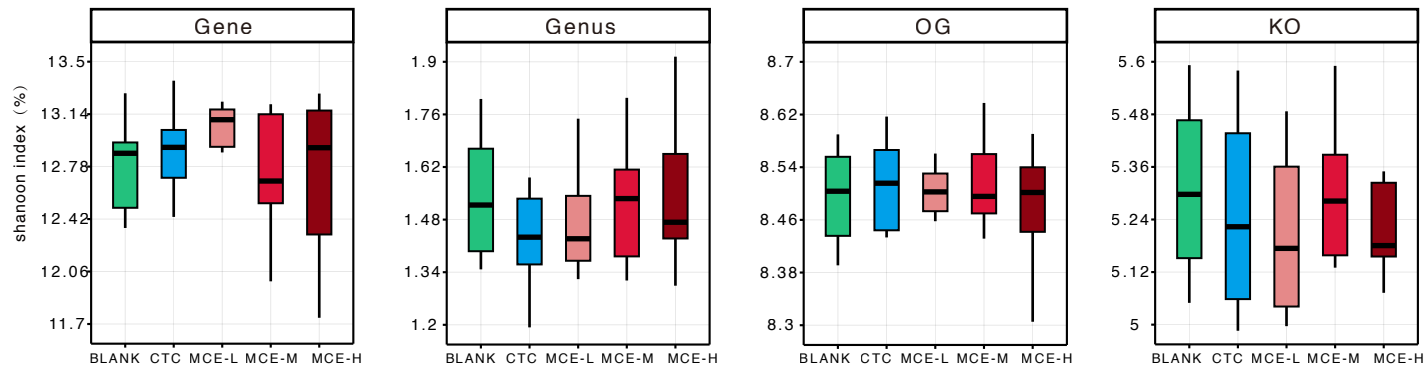 Gene
Genus
OG
KO
shanoon index (%)
13.5
13.14
12.78
12.42
12.06
11.7
BLANK CTC MCE-L MCE-M MCE-H
1.9
1.76
1.62
1.48
1.34
1.2
BLANK CTC MCE-L MCE-M MCE-H
8.7
8.62
8.54
8.46
8.38
8.3
BLANK CTC MCE-L MCE-M MCE-H
5.6
5.48
5.36
5.24
5.12
5
BLANK CTC MCE-L MCE-M MCE-H